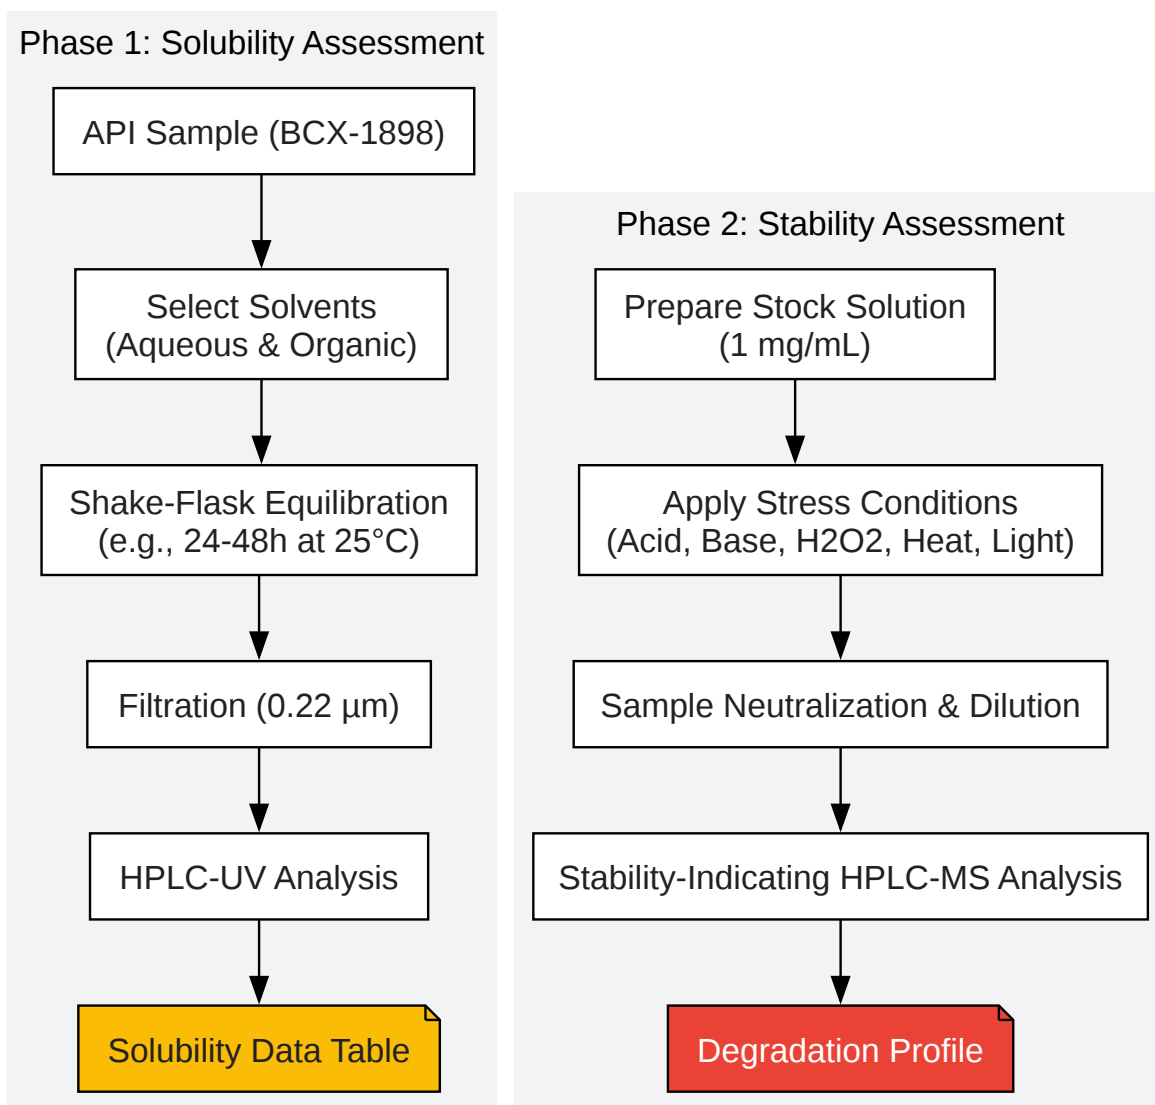 Phase 1: Solubility Assessment
API Sample (BCX-1898)
Select Solvents
(Aqueous & Organic)
Shake-Flask Equilibration
(e.g., 24-48h at 25°C)
Filtration (0.22 µm)
HPLC-UV Analysis
Solubility Data Table
Phase 2: Stability Assessment
Prepare Stock Solution
(1 mg/mL)
Apply Stress Conditions
(Acid, Base, H2O2, Heat, Light)
Sample Neutralization & Dilution
Stability-Indicating HPLC-MS Analysis
Degradation Profile